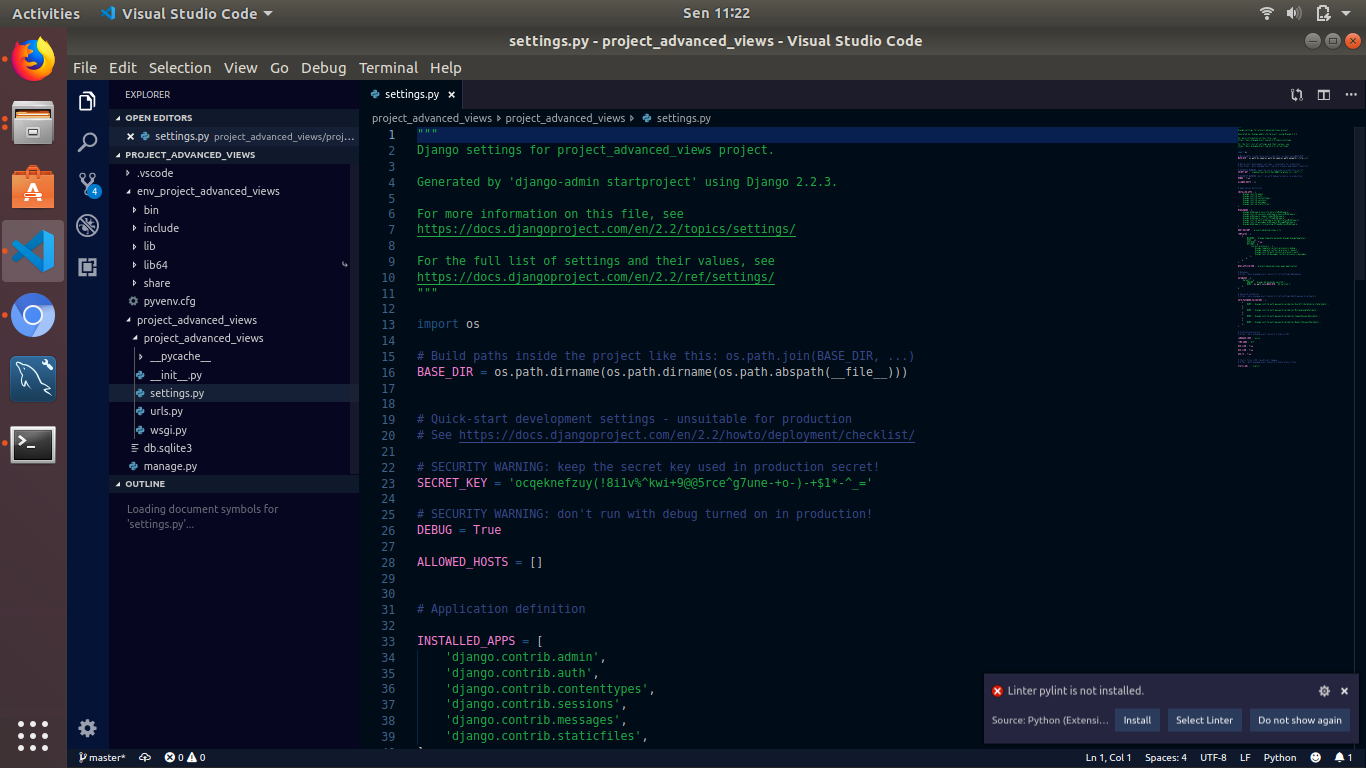 Activities
Visual Studio Code
Sen 11:22
settings.py - project_advanced_views - Visual Studio Code
File Edit Selection View Go Debug Terminal Help
EXPLORER
OPEN EDITORS
settings.py project_advanced_views/proj...
PROJECT_ADVANCED_VIEWS
.vscode
env_project_advanced_views
bin
include
lib
lib64
share
pyvenv.cfg
project_advanced_views
project_advanced_views
__pycache__
__init__.py
settings.py
urls.py
wsgi.py
db.sqlite3
manage.py
OUTLINE
Loading document symbols for
'settings.py'...
4
settings.py
project_advanced_views project_advanced_views settings.py
1 """
2 Django settings for project_advanced_views project.
3
4 Generated by 'django-admin startproject' using Django 2.2.3.
5
6 For more information on this file, see
7 https://docs.djangoproject.com/en/2.2/topics/settings/
8
9 For the full list of settings and their values, see
10 https://docs.djangoproject.com/en/2.2/ref/settings/
11 """
12
13 import os
14
15 # Build paths inside the project like this: os.path.join(BASE_DIR, ...)
16 BASE_DIR = os.path.dirname(os.path.dirname(os.path.abspath(__file__)))
17
18
19 # Quick-start development settings - unsuitable for production
20 # See https://docs.djangoproject.com/en/2.2/howto/deployment/checklist/
21
22 # SECURITY WARNING: keep the secret key used in production secret!
23 SECRET_KEY = 'ocqeknefzuy(!8i1v%^kwi+9@@5rce^g7une-+o-)-+$1*-^_='
24
25 # SECURITY WARNING: don't run with debug turned on in production!
26 DEBUG = True
27
28 ALLOWED_HOSTS = []
29
30
31 # Application definition
32
33 INSTALLED_APPS = [
34 'django.contrib.admin',
35 'django.contrib.auth',
36 'django.contrib.contenttypes',
37 'django.contrib.sessions',
38 'django.contrib.messages',
39 'django.contrib.staticfiles',
Linter pylint is not installed.
Source: Python (Extensi... Install Select Linter Do not show again
master* 0 0 Ln 1, Col 1 Spaces: 4 UTF-8 LF Python 1